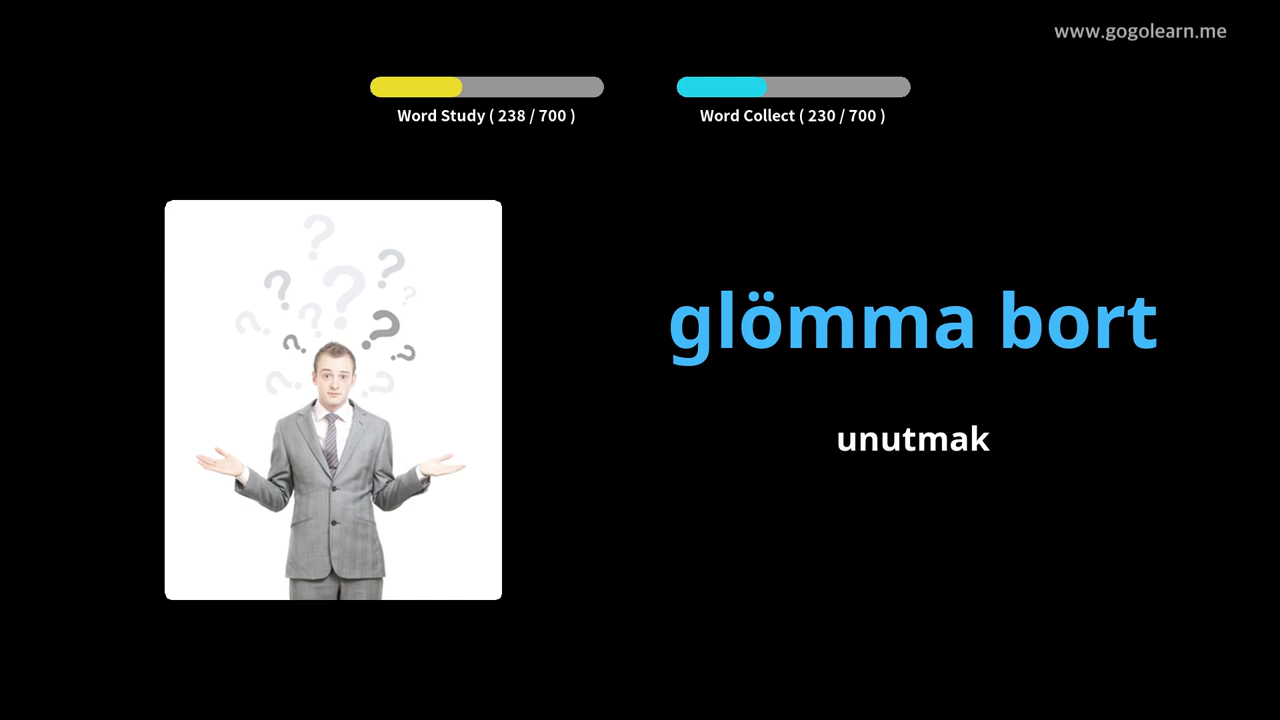 www.gogolearn.me
Word Study ( 238 / 700 )
Word Collect ( 230 / 700 )
glömma bort
unutmak